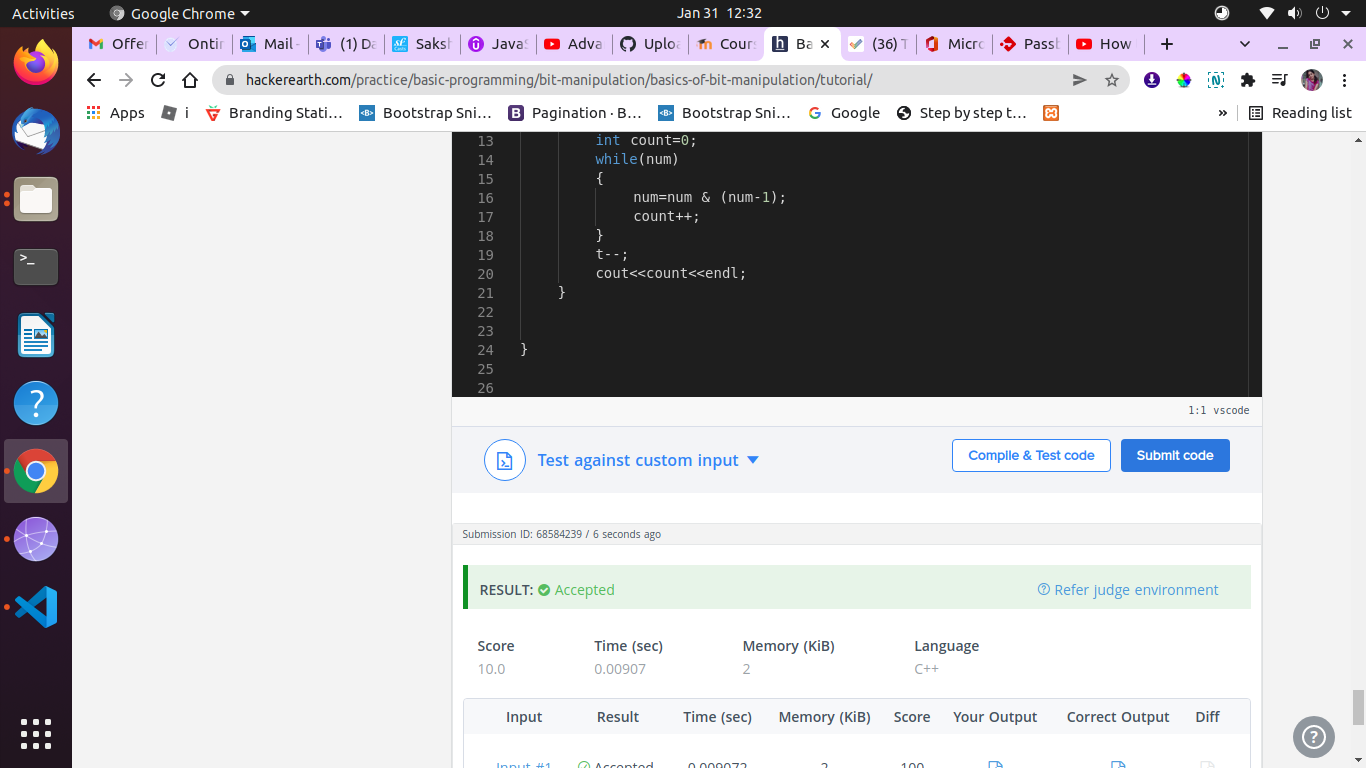 Activities Google Chrome Jan 31 12:32
Offer Ontin Mail - (1) Da Saksh JavaS Adva Uplo Cours Ba (36) T Micro Passb How
hackerearth.com/practice/basic-programming/bit-manipulation/basics-of-bit-manipulation/tutorial/
Apps i Branding Stati... Bootstrap Sni... Pagination · B... Bootstrap Sni... Google Step by step t... » Reading list
13 int count=0;
14 while(num)
15 {
16 num=num & (num-1);
17 count++;
18 }
19 t--;
20 cout<<count<<endl;
21 }
22
23
24 }
25
26
1:1 vscode
Test against custom input Compile & Test code Submit code
Submission ID: 68584239 / 6 seconds ago
RESULT: Accepted Refer judge environment
Score Time (sec) Memory (KiB) Language
10.0 0.00907 2 C++
Input Result Time (sec) Memory (KiB) Score Your Output Correct Output Diff
Input #1 Accepted 0.009072 2 100